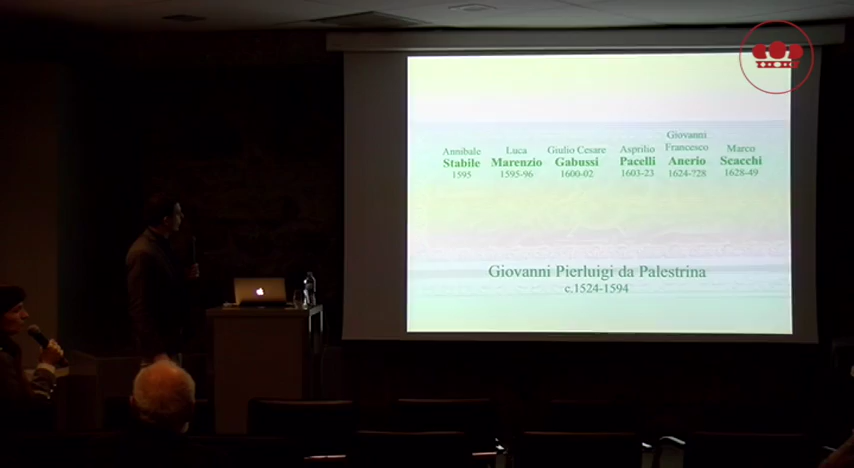 Annibale
Stabile
1595
Luca
Marenzio
1595-96
Giulio Cesare
Gabussi
1600-02
Asprilio
Pacelli
1603-23
Giovanni
Francesco
Anerio
1624-?28
Marco
Scacchi
1628-49
Giovanni Pierluigi da Palestrina
c.1524-1594